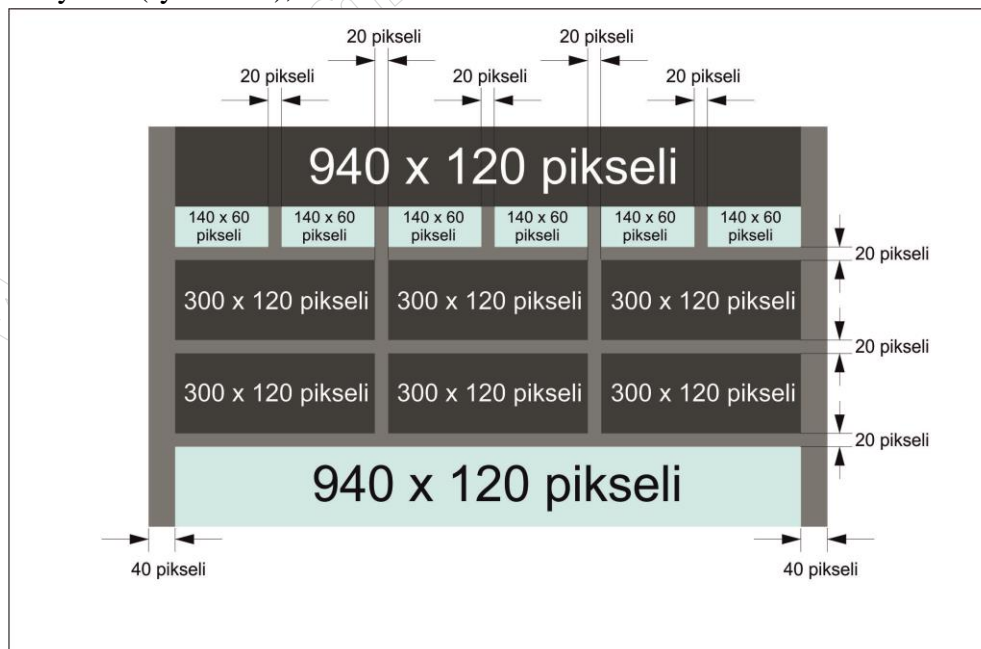 20 pikseli 20 pikseli
20 pikseli 20 pikseli 20 pikseli
940 x 120 pikseli
140 x 60 140 x 60 140 x 60 140 x 60 140 x 60 140 x 60
pikseli pikseli pikseli pikseli pikseli pikseli
20 pikseli
300 x 120 pikseli 300 x 120 pikseli 300 x 120 pikseli
20 pikseli
300 x 120 pikseli 300 x 120 pikseli 300 x 120 pikseli
20 pikseli
940 x 120 pikseli
40 pikseli 40 pikseli